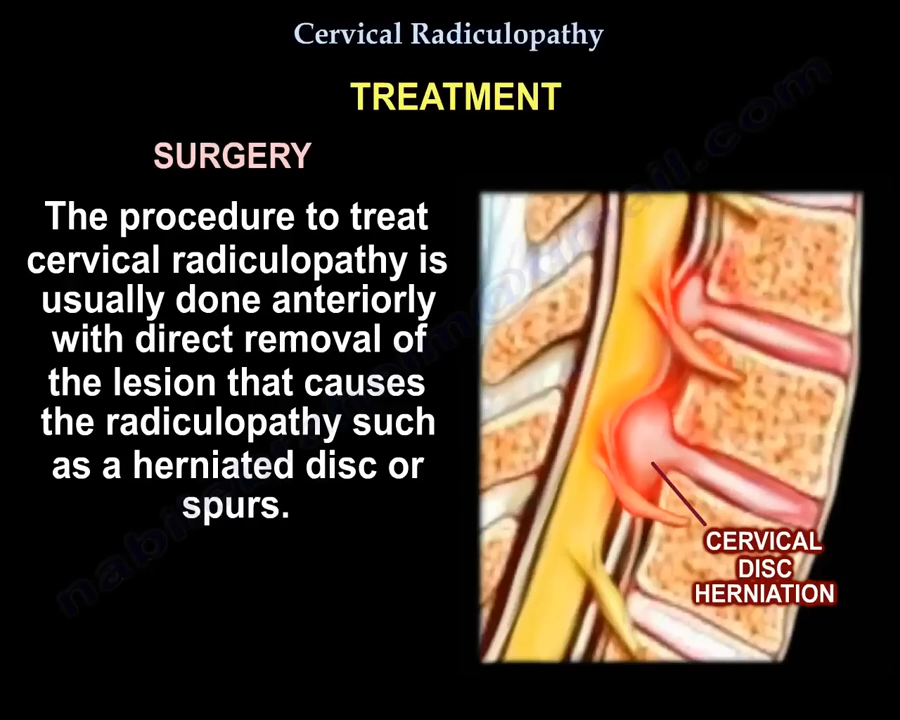 Cervical Radiculopathy
TREATMENT
SURGERY
The procedure to treat
cervical radiculopathy is
usually done anteriorly
with direct removal of
the lesion that causes
the radiculopathy such
as a herniated disc or
spurs.
CERVICAL
DISC
HERNIATION